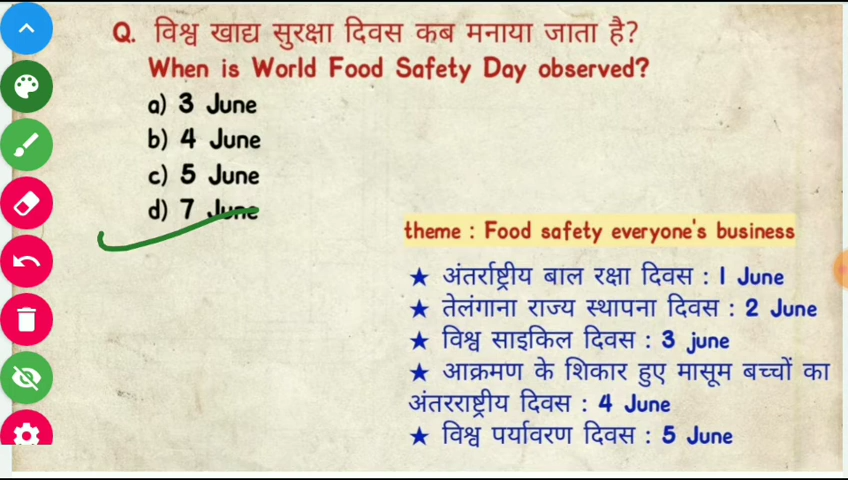 Q. विश्व खाद्य सुरक्षा दिवस कब मनाया जाता है?
When is World Food Safety Day observed?
a) 3 June
b) 4 June
c) 5 June
d) 7 June
theme : Food safety everyone's business
★ अंतर्राष्ट्रीय बाल रक्षा दिवस : 1 June
★ तेलंगाना राज्य स्थापना दिवस : 2 June
★ विश्व साइकिल दिवस : 3 june
★ आक्रमण के शिकार हुए मासूम बच्चों का
अंतरराष्ट्रीय दिवस : 4 June
★ विश्व पर्यावरण दिवस : 5 June